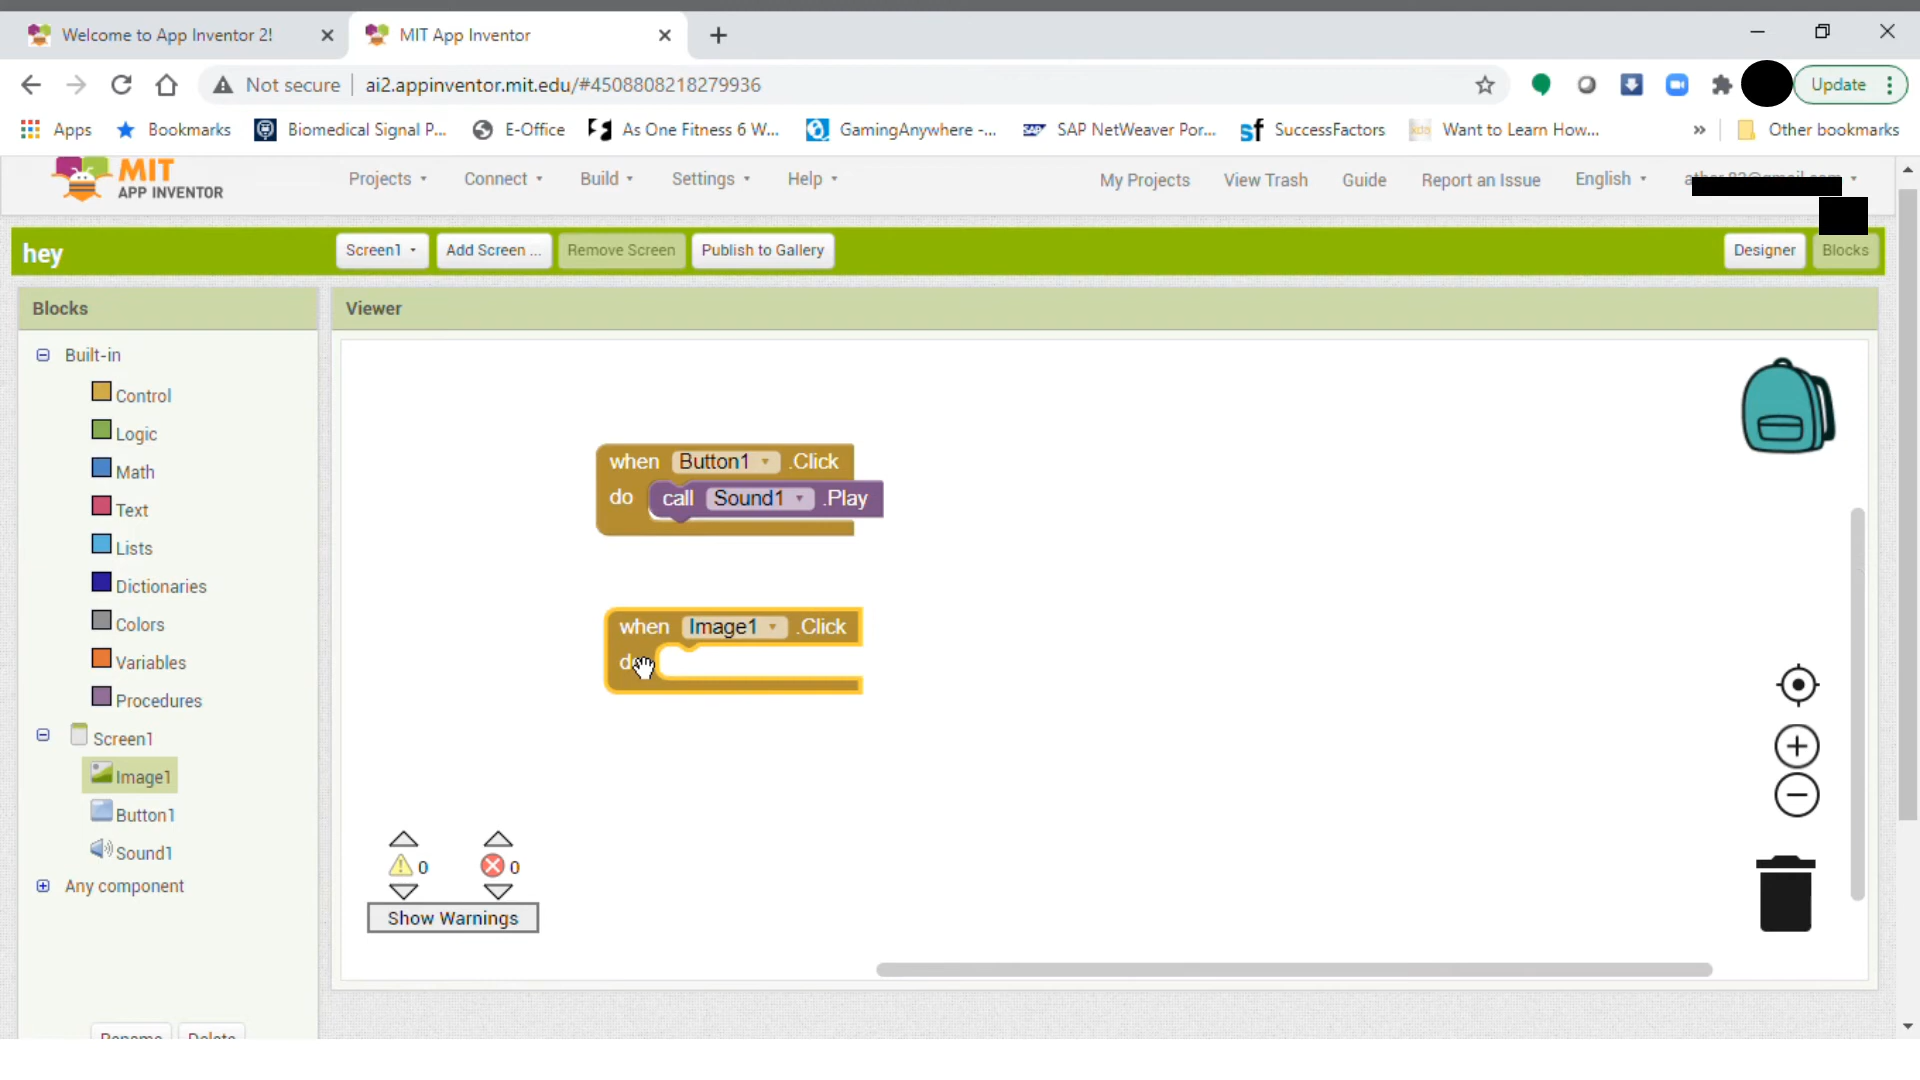 Welcome to App Inventor 2!
MIT App Inventor
Not secure
ai2.appinventor.mit.edu/#4508808218279936
Update
Apps
Bookmarks
Biomedical Signal P...
E-Office
As One Fitness 6 W...
GamingAnywhere -...
SAP NetWeaver Por...
SuccessFactors
Want to Learn How...
»
Other bookmarks
MIT
APP INVENTOR
Projects
Connect
Build
Settings
Help
My Projects
View Trash
Guide
Report an Issue
English
hey
Screen1
Add Screen ...
Remove Screen
Publish to Gallery
Designer
Blocks
Blocks
Viewer
Built-in
Control
Logic
Math
Text
Lists
Dictionaries
Colors
Variables
Procedures
Screen1
Image1
Button1
Sound1
Any component
when Button1 .Click
do call Sound1 .Play
when Image1 .Click
0
0
Show Warnings